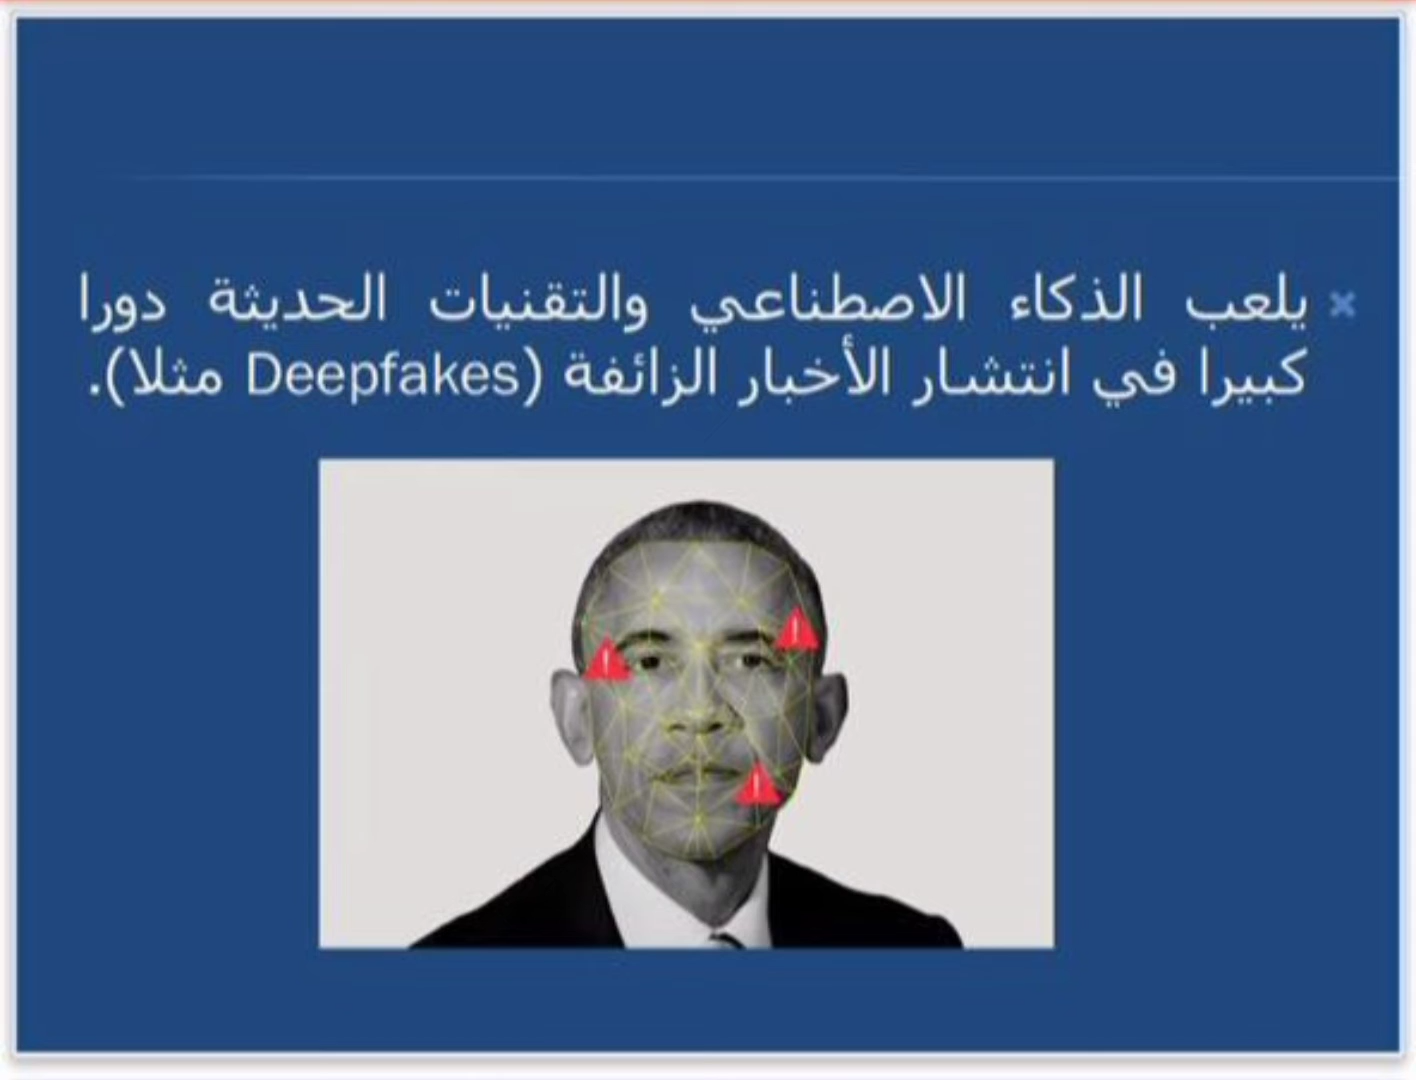 يلعب الذكاء الاصطناعي والتقنيات الحديثة دورا
كبيرا في انتشار الأخبار الزائفة (Deepfakes مثلا).